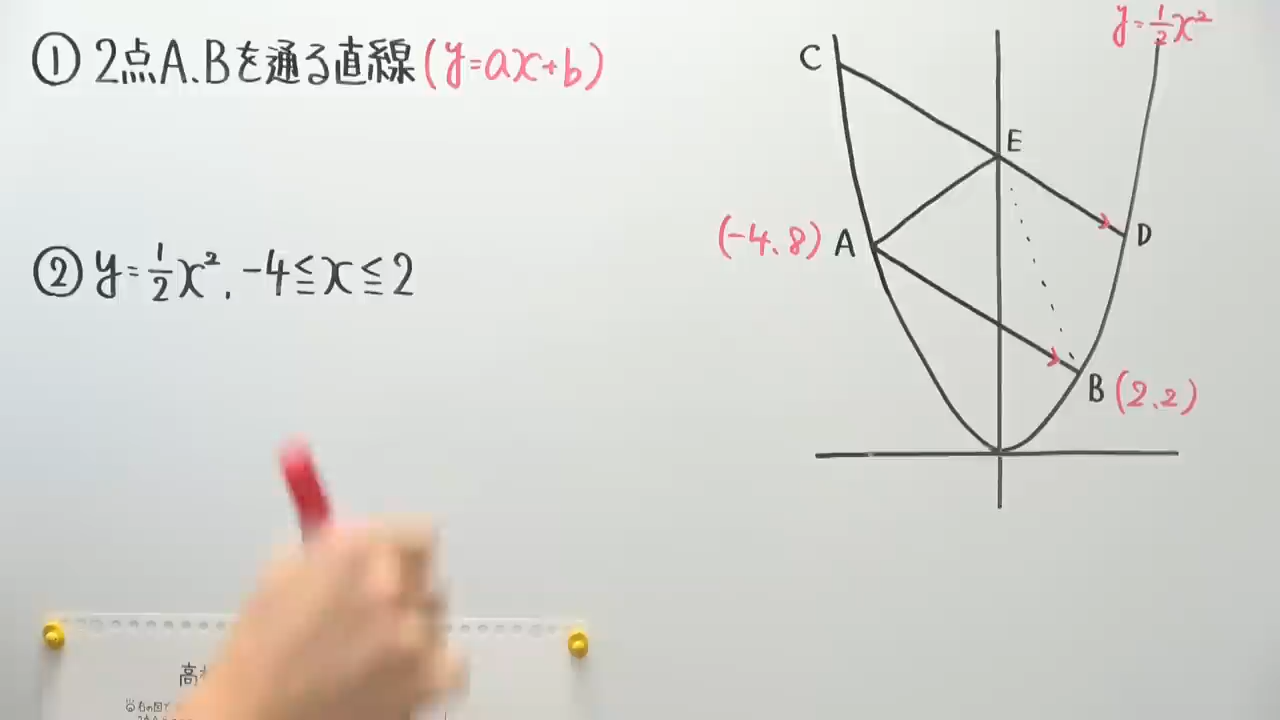 ① 2点A.Bを通る直線(y=ax+b)
② y=½x². -4≦x≦2
y=½x²
C
E
(-4.8) A
D
B (2.2)
高